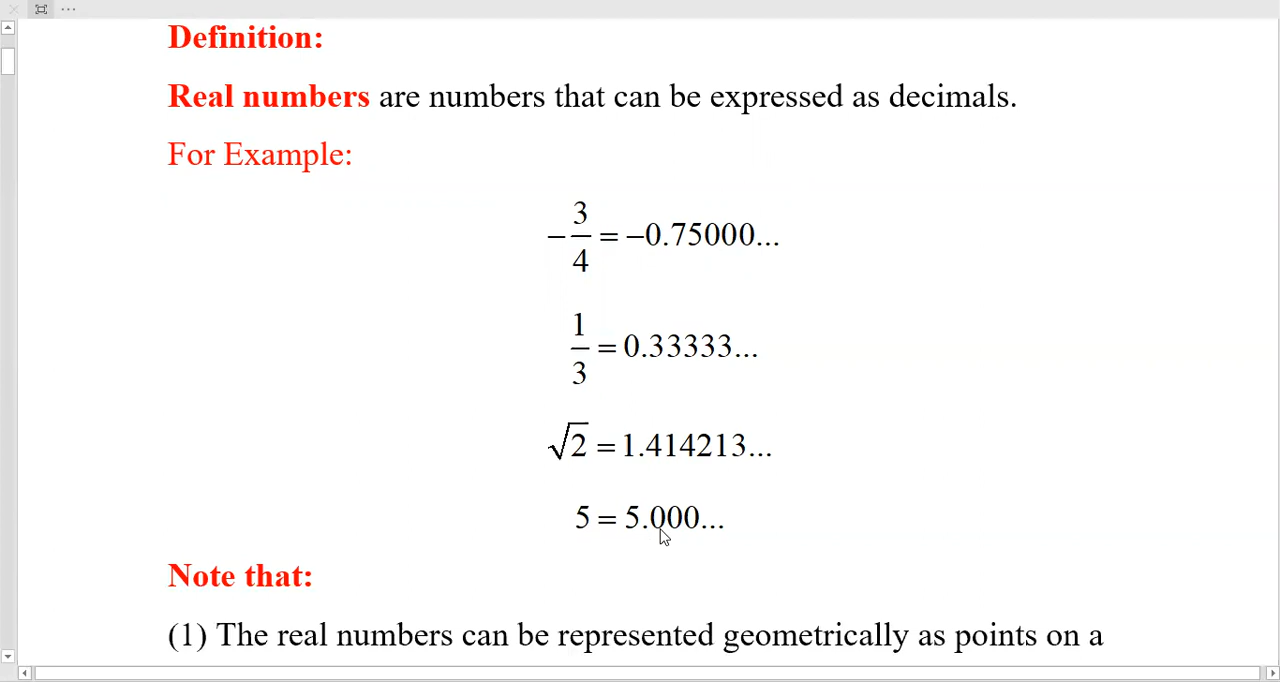 Definition:
Real numbers are numbers that can be expressed as decimals.
For Example:
-3/4 = -0.75000...
1/3 = 0.33333...
√2 = 1.414213...
5 = 5.000...
Note that:
(1) The real numbers can be represented geometrically as points on a